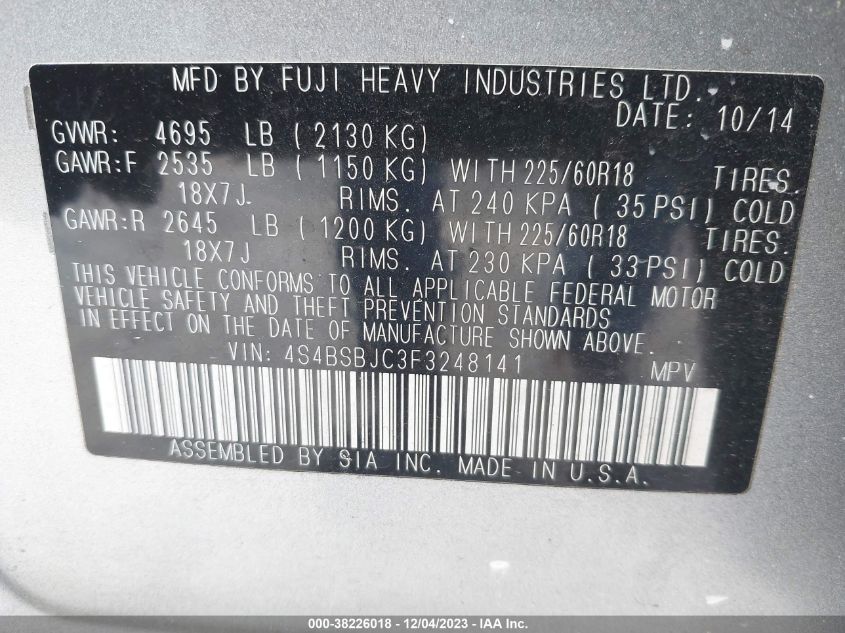 MFD BY FUJI HEAVY INDUSTRIES LTD.
DATE: 10/14
GVWR: 4695 LB ( 2130 KG)
GAWR:F 2535 LB ( 1150 KG) WITH 225/60R18 TIRES
18X7J RIMS. AT 240 KPA ( 35 PSI) COLD
GAWR:R 2645 LB ( 1200 KG) WITH 225/60R18 TIRES.
18X7J RIMS. AT 230 KPA ( 33 PSI) COLD
THIS VEHICLE CONFORMS TO ALL APPLICABLE FEDERAL MOTOR
VEHICLE SAFETY AND THEFT PREVENTION STANDARDS
IN EFFECT ON THE DATE OF MANUFACTURE SHOWN ABOVE.
VIN: 4S4BSBJC3F3248141 MPV
ASSEMBLED BY SIA INC. MADE IN U.S.A.
000-38226018 - 12/04/2023 - IAA Inc.